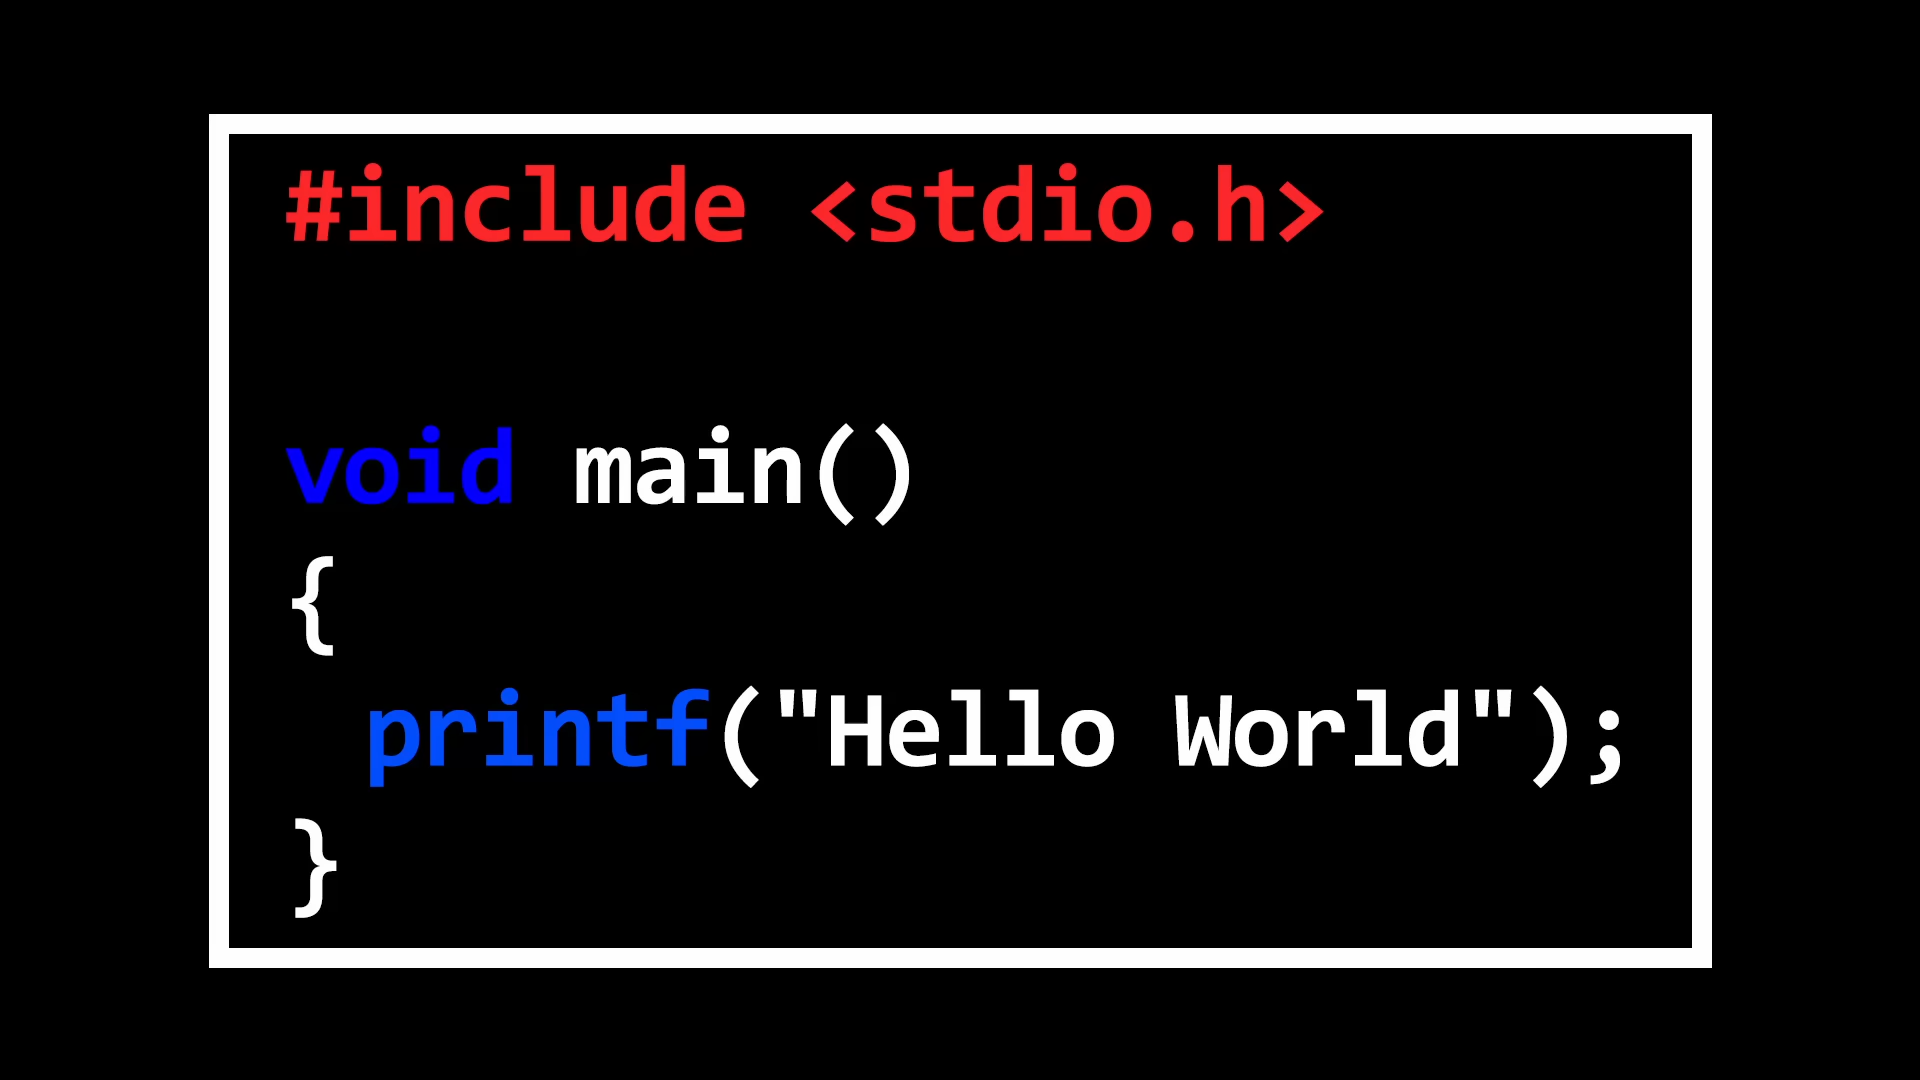 #include <stdio.h>
void main()
{
printf("Hello World");
}